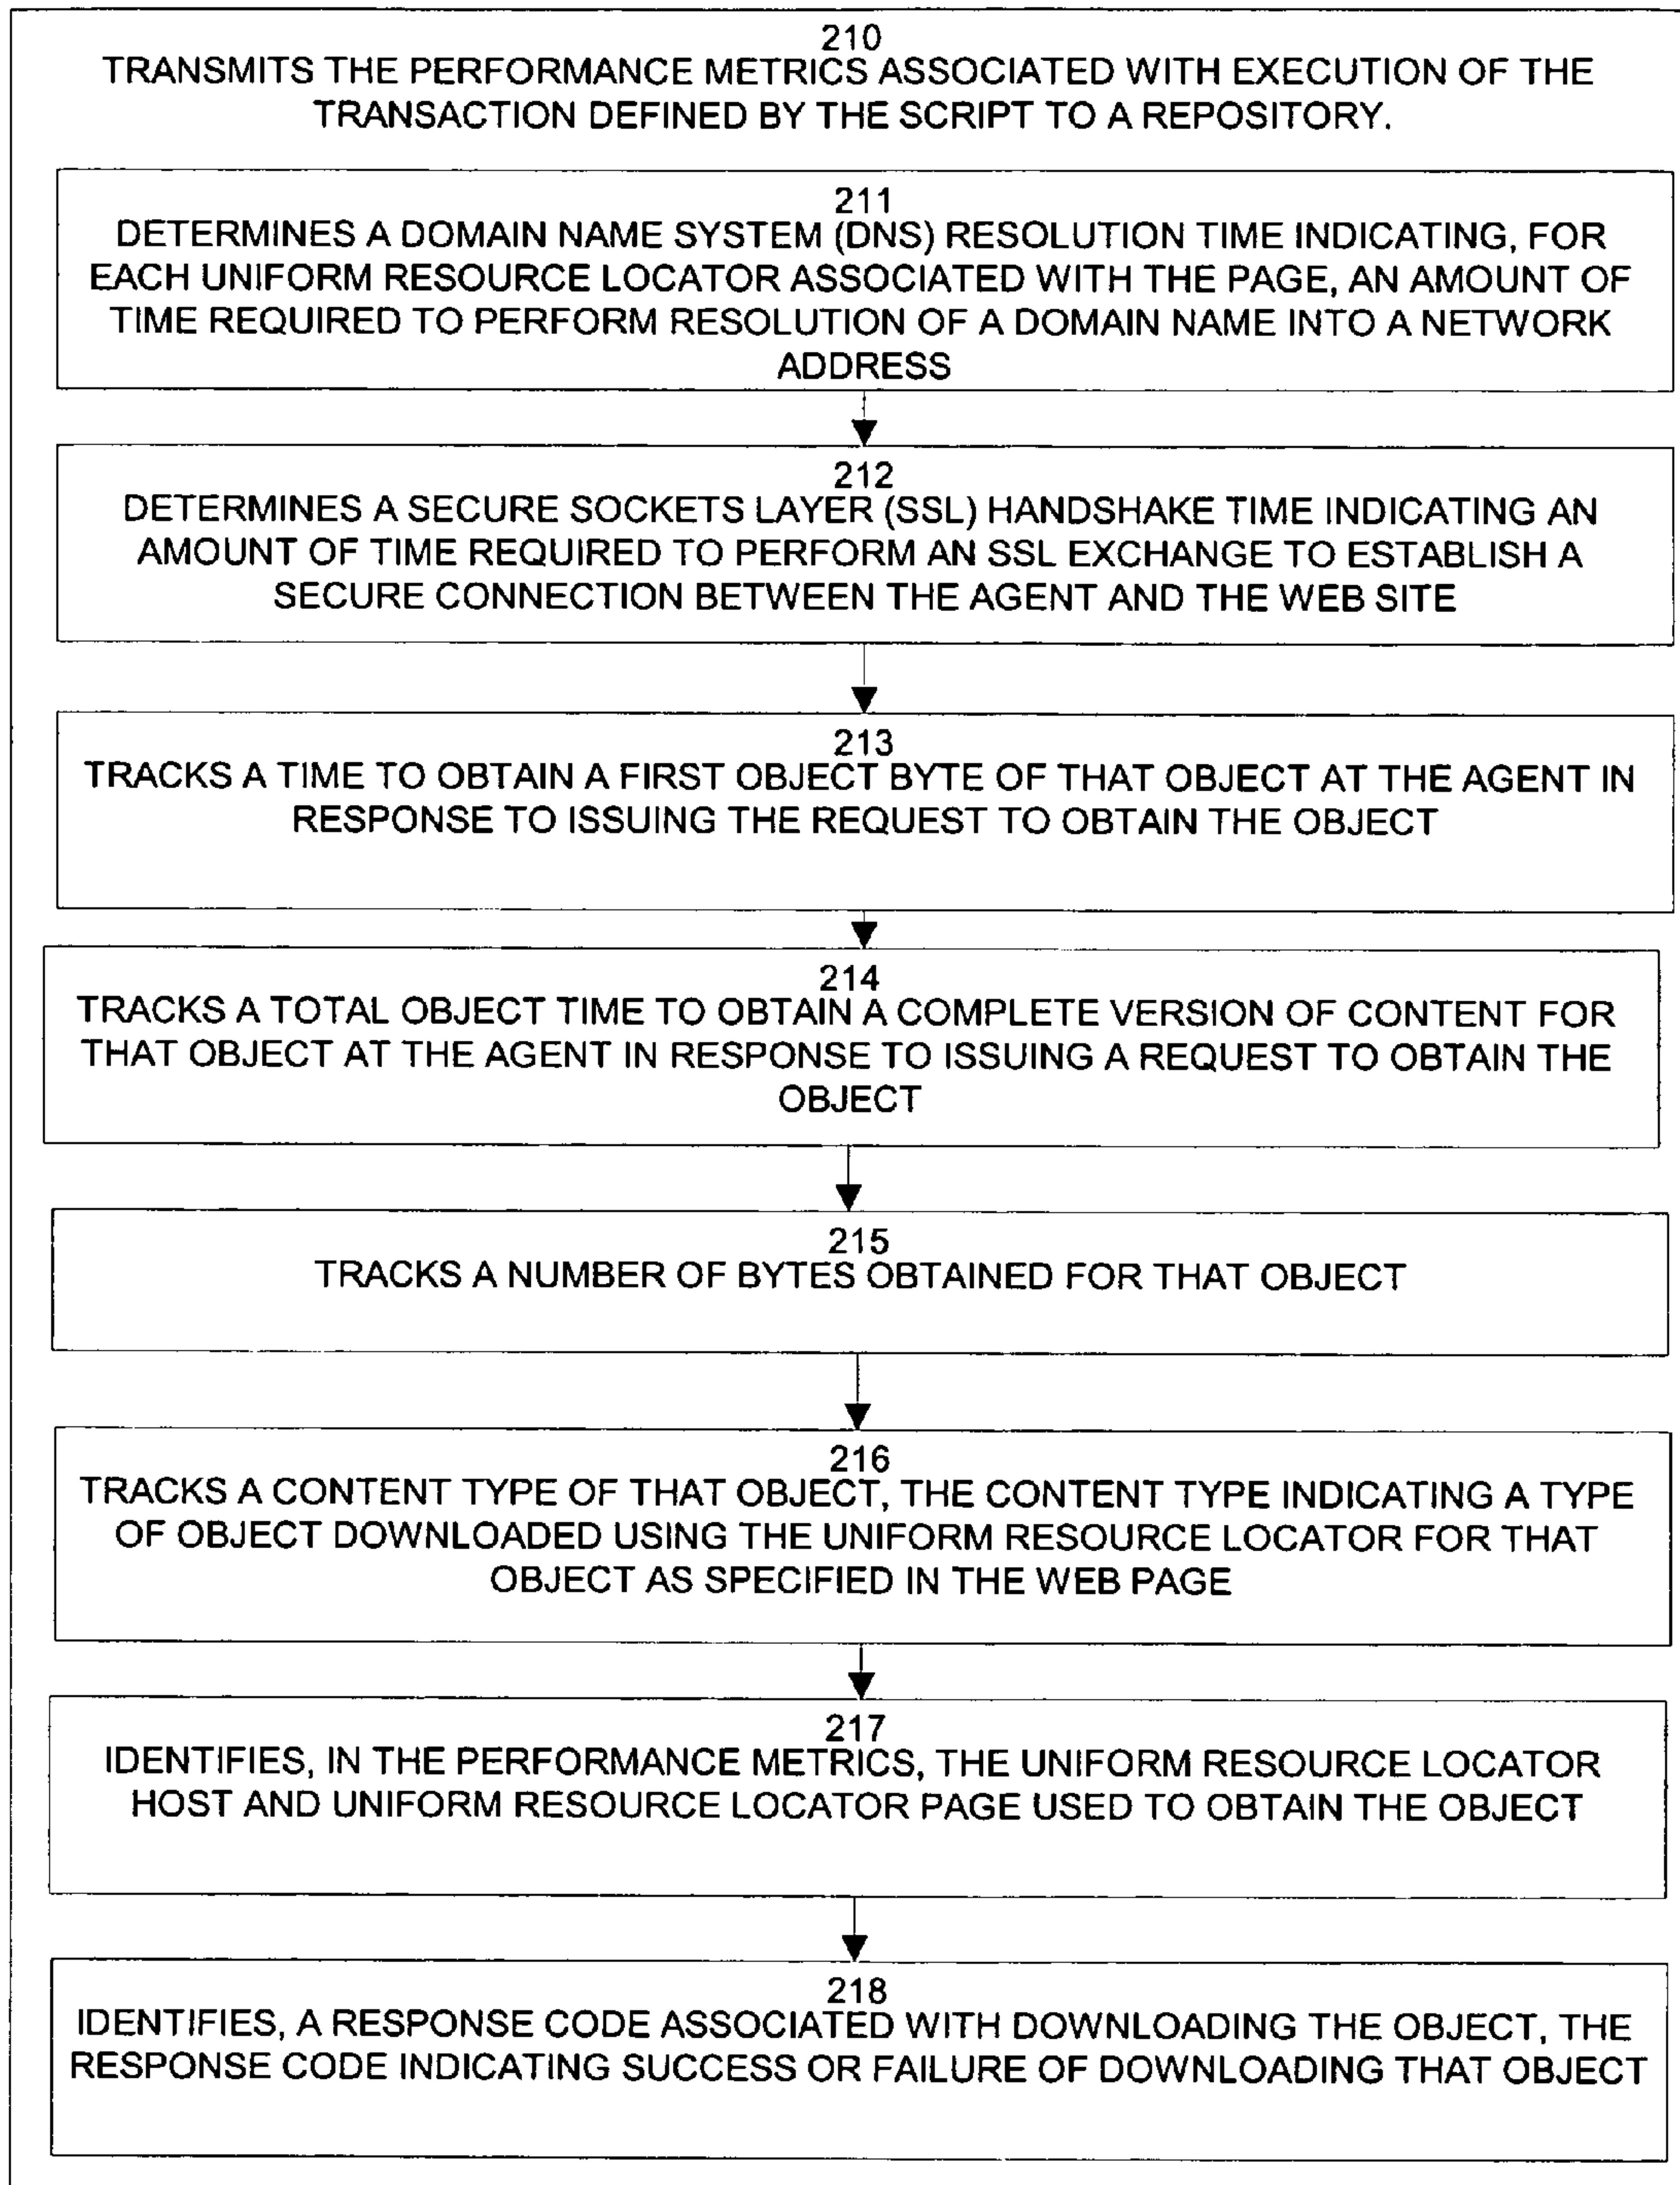 210
TRANSMITS THE PERFORMANCE METRICS ASSOCIATED WITH EXECUTION OF THE
TRANSACTION DEFINED BY THE SCRIPT TO A REPOSITORY.
211
DETERMINES A DOMAIN NAME SYSTEM (DNS) RESOLUTION TIME INDICATING, FOR
EACH UNIFORM RESOURCE LOCATOR ASSOCIATED WITH THE PAGE, AN AMOUNT OF
TIME REQUIRED TO PERFORM RESOLUTION OF A DOMAIN NAME INTO A NETWORK
ADDRESS
212
DETERMINES A SECURE SOCKETS LAYER (SSL) HANDSHAKE TIME INDICATING AN
AMOUNT OF TIME REQUIRED TO PERFORM AN SSL EXCHANGE TO ESTABLISH A
SECURE CONNECTION BETWEEN THE AGENT AND THE WEB SITE
213
TRACKS A TIME TO OBTAIN A FIRST OBJECT BYTE OF THAT OBJECT AT THE AGENT IN
RESPONSE TO ISSUING THE REQUEST TO OBTAIN THE OBJECT
214
TRACKS A TOTAL OBJECT TIME TO OBTAIN A COMPLETE VERSION OF CONTENT FOR
THAT OBJECT AT THE AGENT IN RESPONSE TO ISSUING A REQUEST TO OBTAIN THE
OBJECT
215
TRACKS A NUMBER OF BYTES OBTAINED FOR THAT OBJECT
216
TRACKS A CONTENT TYPE OF THAT OBJECT, THE CONTENT TYPE INDICATING A TYPE
OF OBJECT DOWNLOADED USING THE UNIFORM RESOURCE LOCATOR FOR THAT
OBJECT AS SPECIFIED IN THE WEB PAGE
217
IDENTIFIES, IN THE PERFORMANCE METRICS, THE UNIFORM RESOURCE LOCATOR
HOST AND UNIFORM RESOURCE LOCATOR PAGE USED TO OBTAIN THE OBJECT
218
IDENTIFIES, A RESPONSE CODE ASSOCIATED WITH DOWNLOADING THE OBJECT, THE
RESPONSE CODE INDICATING SUCCESS OR FAILURE OF DOWNLOADING THAT OBJECT